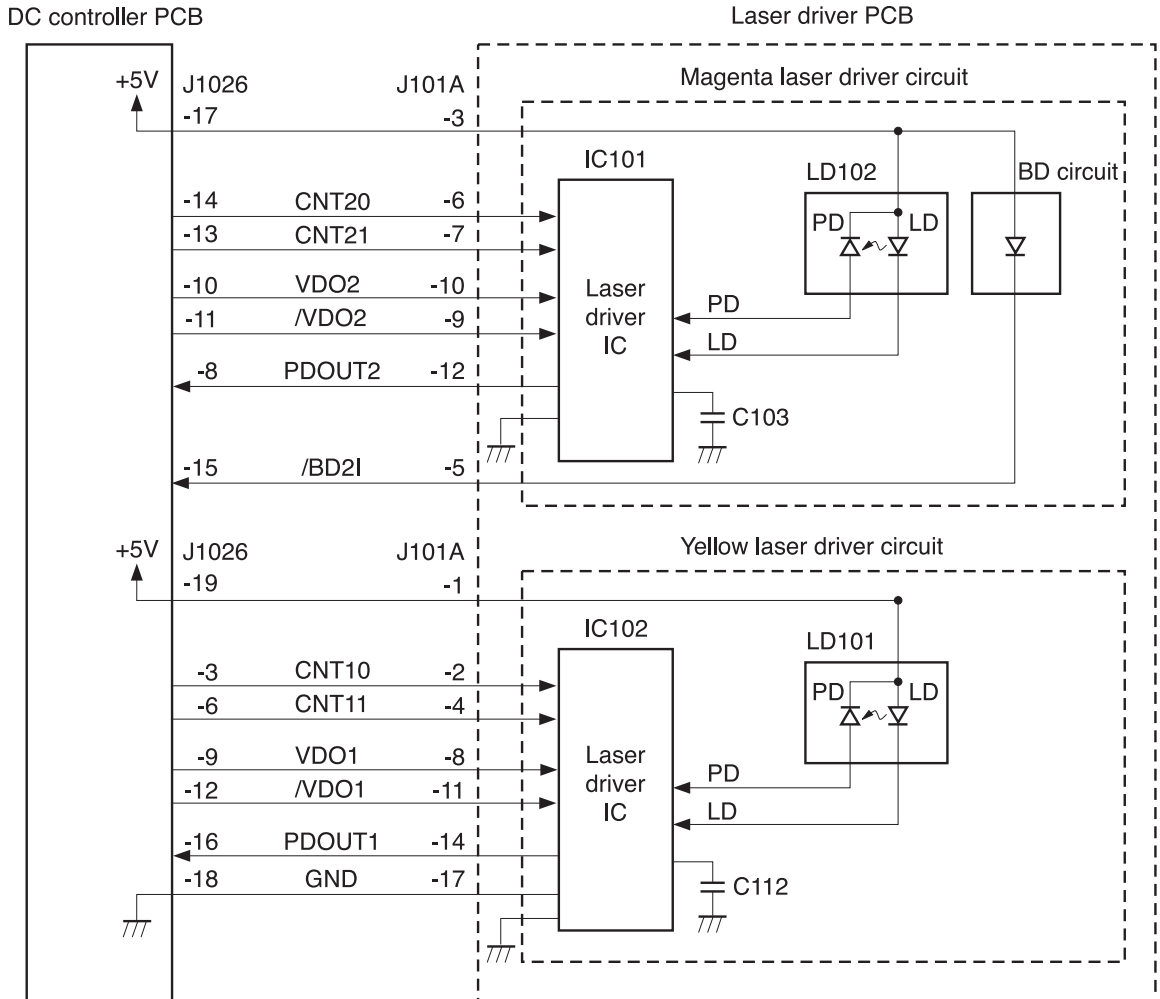 DC controller PCB
Laser driver PCB
+5V J1026 J101A
Magenta laser driver circuit
-17 -3
IC101
LD102 BD circuit
-14 CNT20 -6
PD LD
-13 CNT21 -7
-10 VDO2 -10
Laser
driver
IC
-11 /VDO2 -9
PD
LD
-8 PDOUT2 -12
C103
-15 /BD2I -5
+5V J1026 J101A
Yellow laser driver circuit
-19 -1
IC102
LD101
-3 CNT10 -2
PD LD
-6 CNT11 -4
-9 VDO1 -8
Laser
driver
IC
-12 /VDO1 -11
PD
LD
-16 PDOUT1 -14
-18 GND -17
C112